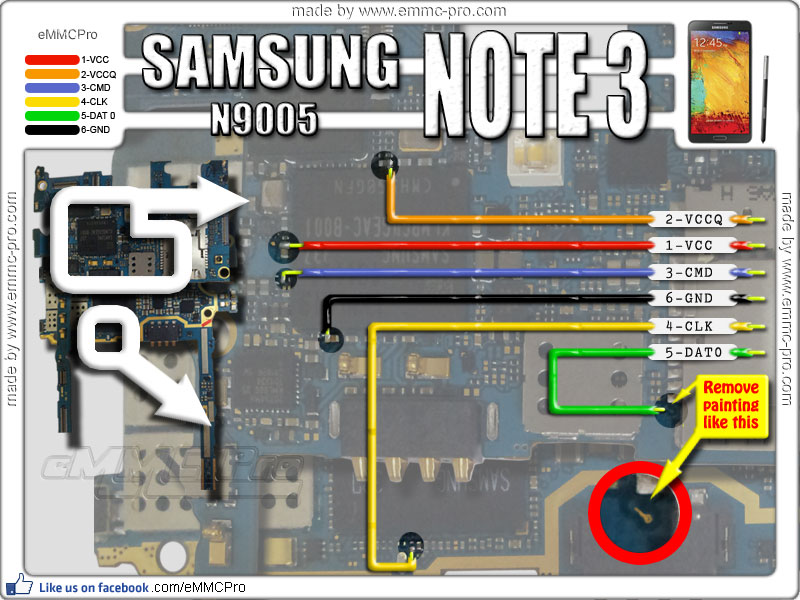 made by www.emmc-pro.com
eMMCPro
1-VCC
2-VCCQ
3-CMD
4-CLK
5-DAT 0
6-GND
SAMSUNG
N9005
NOTE 3
SAMSUNG
12:45
made by www.emmc-pro.com
made by www.emmc-pro.com
2-VCCQ
1-VCC
3-CMD
6-GND
4-CLK
5-DAT0
Remove
painting
like this
eMMCPro
SAMSUNG
Like us on facebook.com/eMMCPro